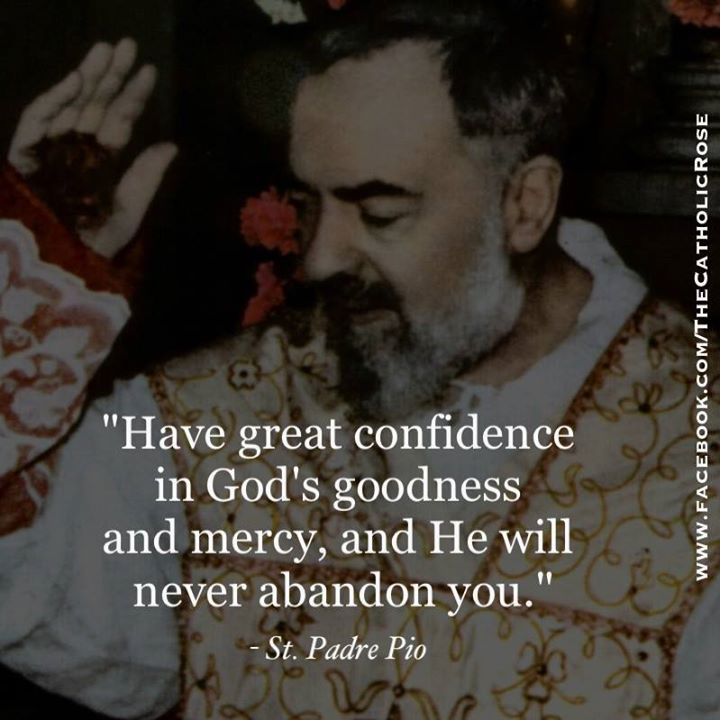 "Have great confidence
in God's goodness
and mercy, and He will
never abandon you."
- St. Padre Pio
www.facebook.com/TheCatholicRose